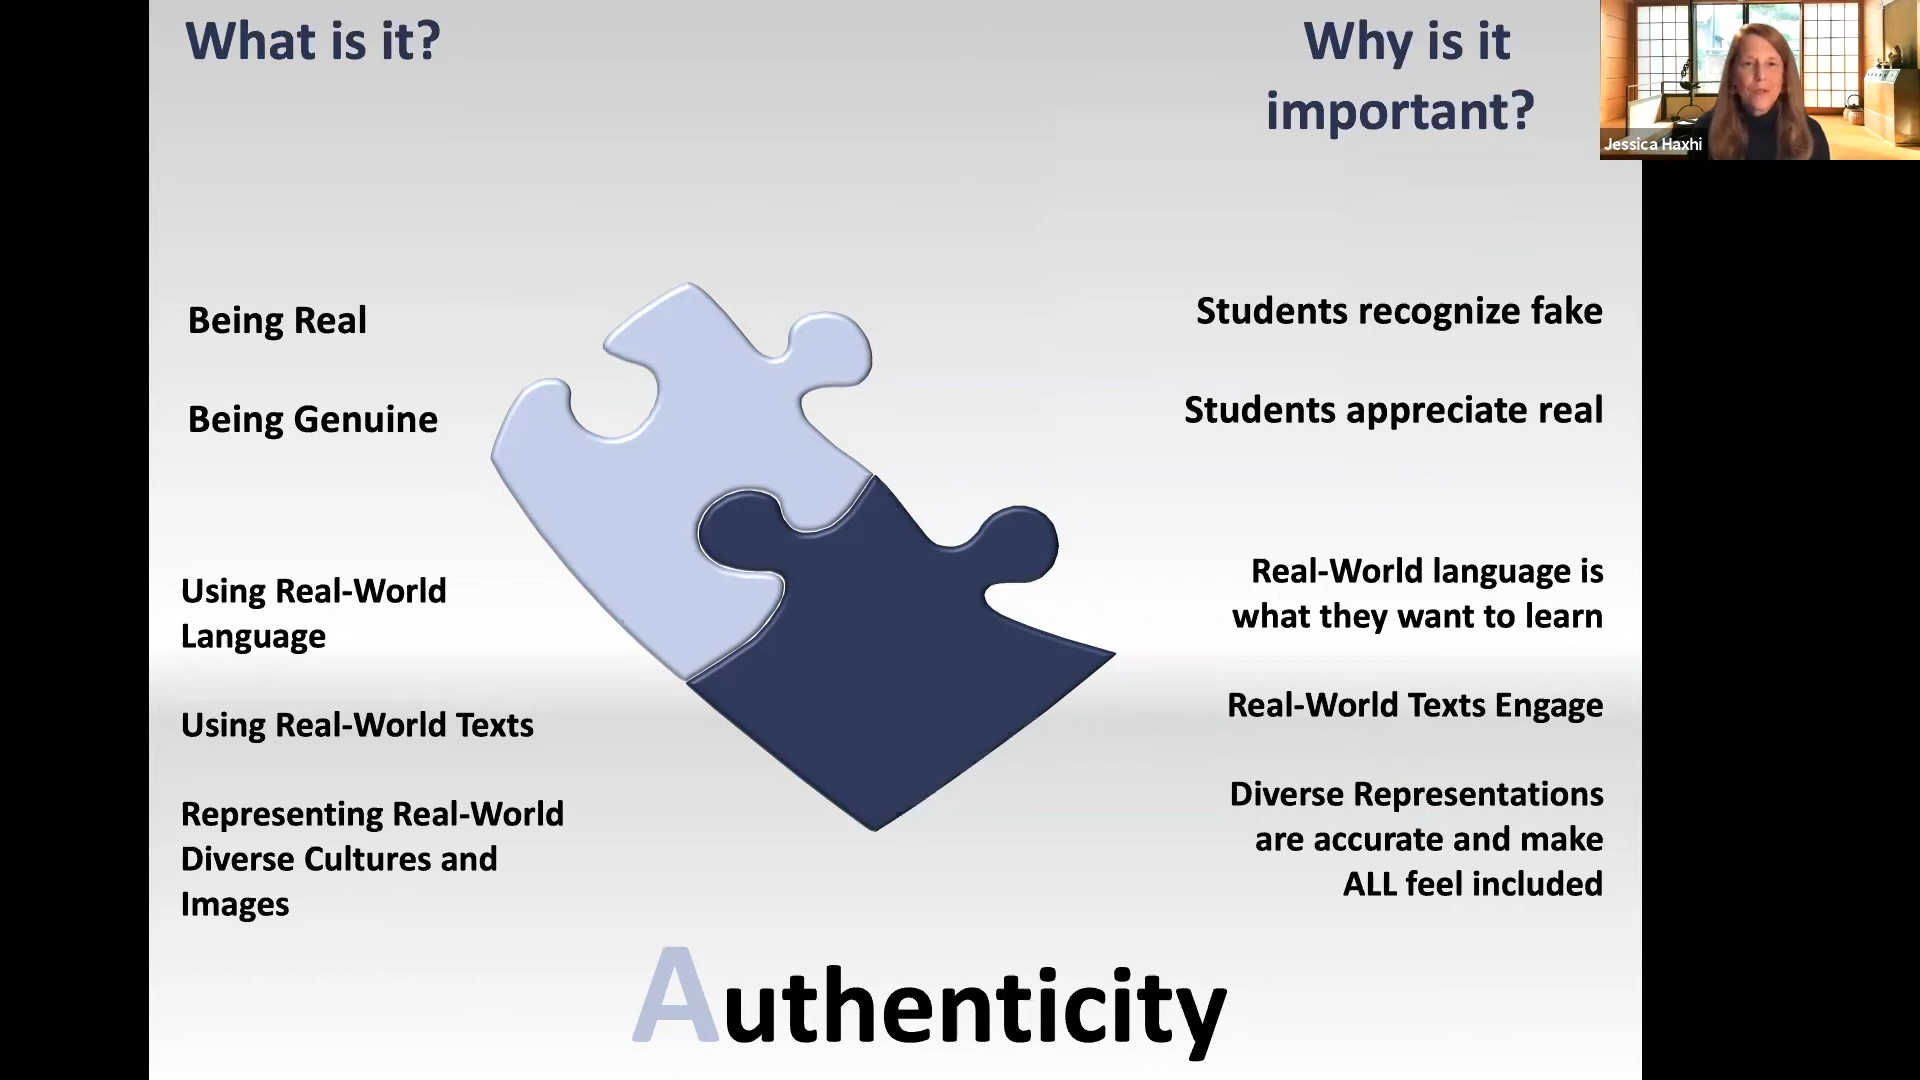 What is it?
Being Real
Being Genuine
Using Real-World
Language
Using Real-World Texts
Representing Real-World
Diverse Cultures and
Images
Why is it
important?
Students recognize fake
Students appreciate real
Real-World language is
what they want to learn
Real-World Texts Engage
Diverse Representations
are accurate and make
ALL feel included
Authenticity
Jessica Haxhi